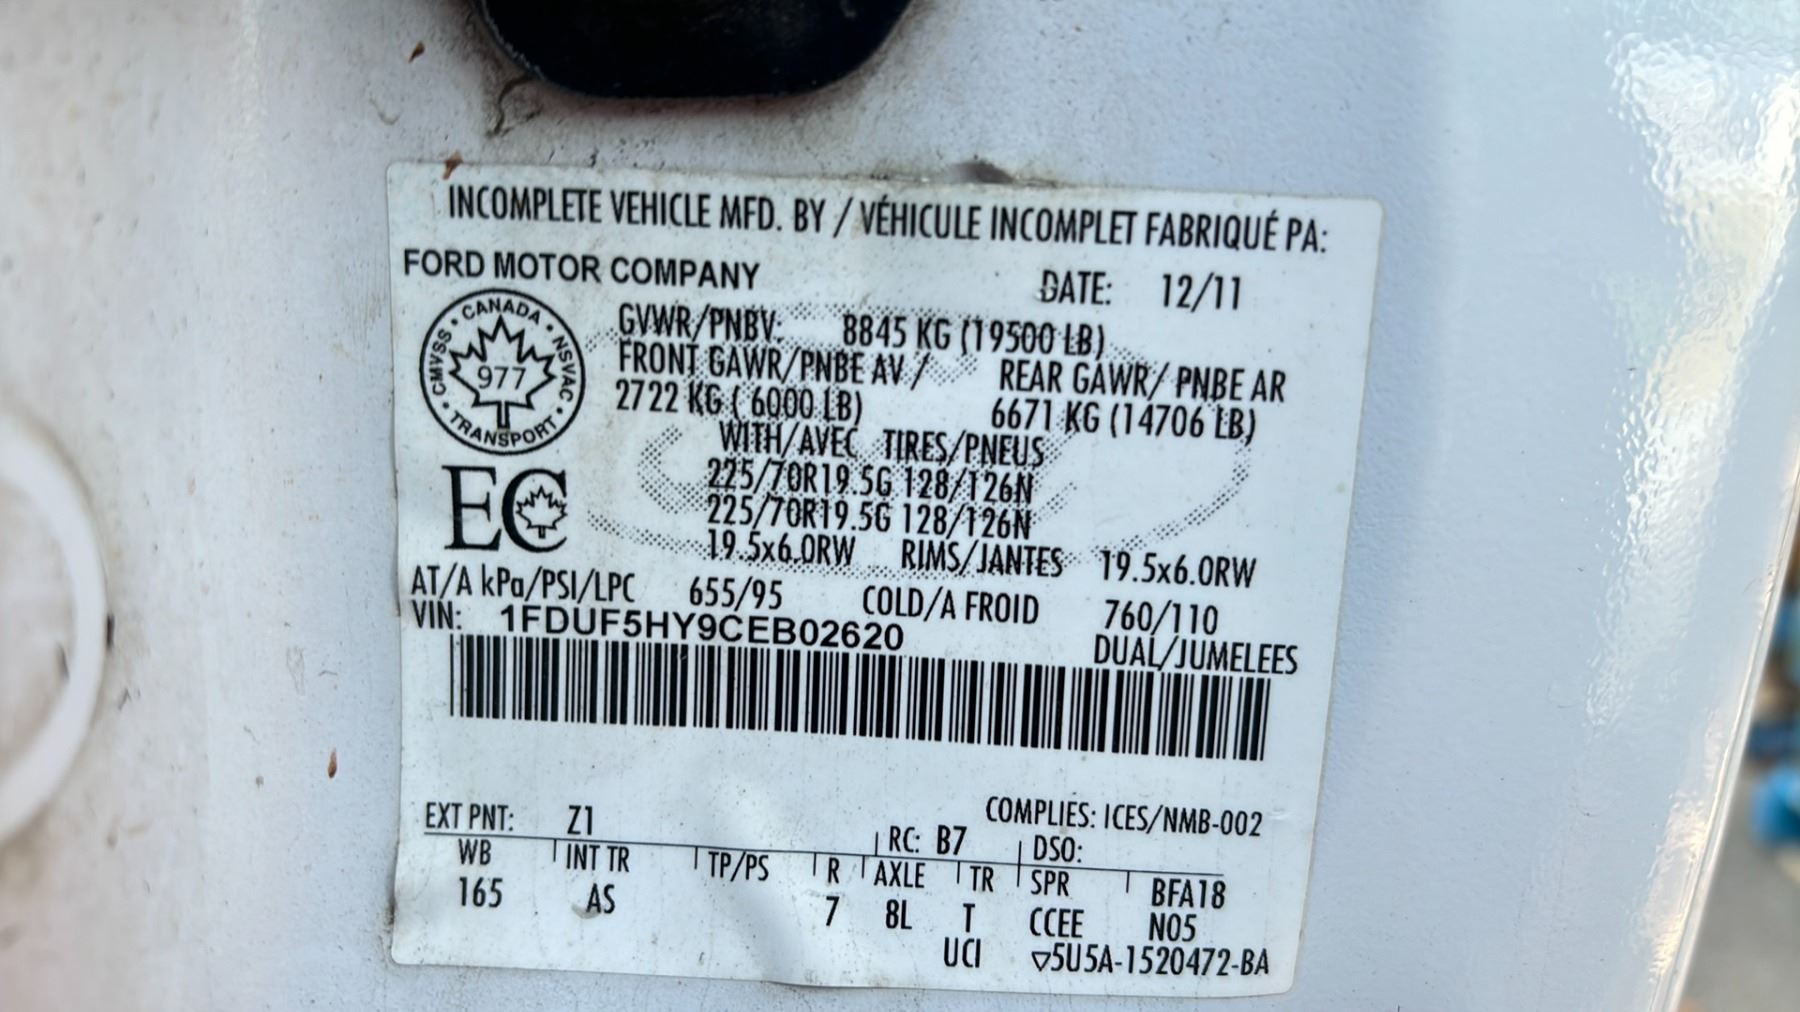 INCOMPLETE VEHICLE MFD. BY / VÉHICULE INCOMPLET FABRIQUÉ PA:
FORD MOTOR COMPANY DATE: 12/11
CANADA • NSVAC • TRANSPORT • CMVSS •
977
GVWR/PNBV: 8845 KG (19500 LB)
FRONT GAWR/PNBE AV / REAR GAWR/ PNBE AR
2722 KG ( 6000 LB) 6671 KG (14706 LB)
WITH/AVEC TIRES/PNEUS
225/70R19.5G 128/126N
225/70R19.5G 128/126N
EC
19.5x6.0RW RIMS/JANTES 19.5x6.0RW
AT/A kPa/PSI/LPC 655/95 COLD/A FROID 760/110
VIN: 1FDUF5HY9CEB02620 DUAL/JUMELEES
COMPLIES: ICES/NMB-002
EXT PNT: Z1 RC: B7 DSO:
WB INT TR TP/PS R AXLE TR SPR BFA18
165 AS 7 8L T CCEE N05
UCI ▽5U5A-1520472-BA